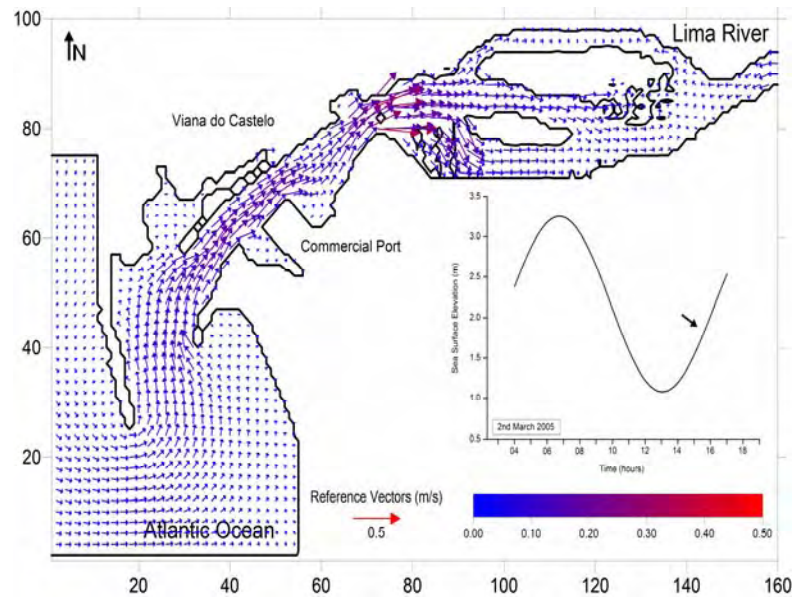 100
80
60
40
20
N
Lima River
Viana do Castelo
Commercial Port
Atlantic Ocean
Reference Vectors (m/s)
0.5
Sea Surface Elevation (m)
3.5
3.0
2.5
2.0
1.5
1.0
0.5
2nd March 2005
04 06 08 10 12 14 16 18
Time (hours)
0.00 0.10 0.20 0.30 0.40 0.50
20 40 60 80 100 120 140 160